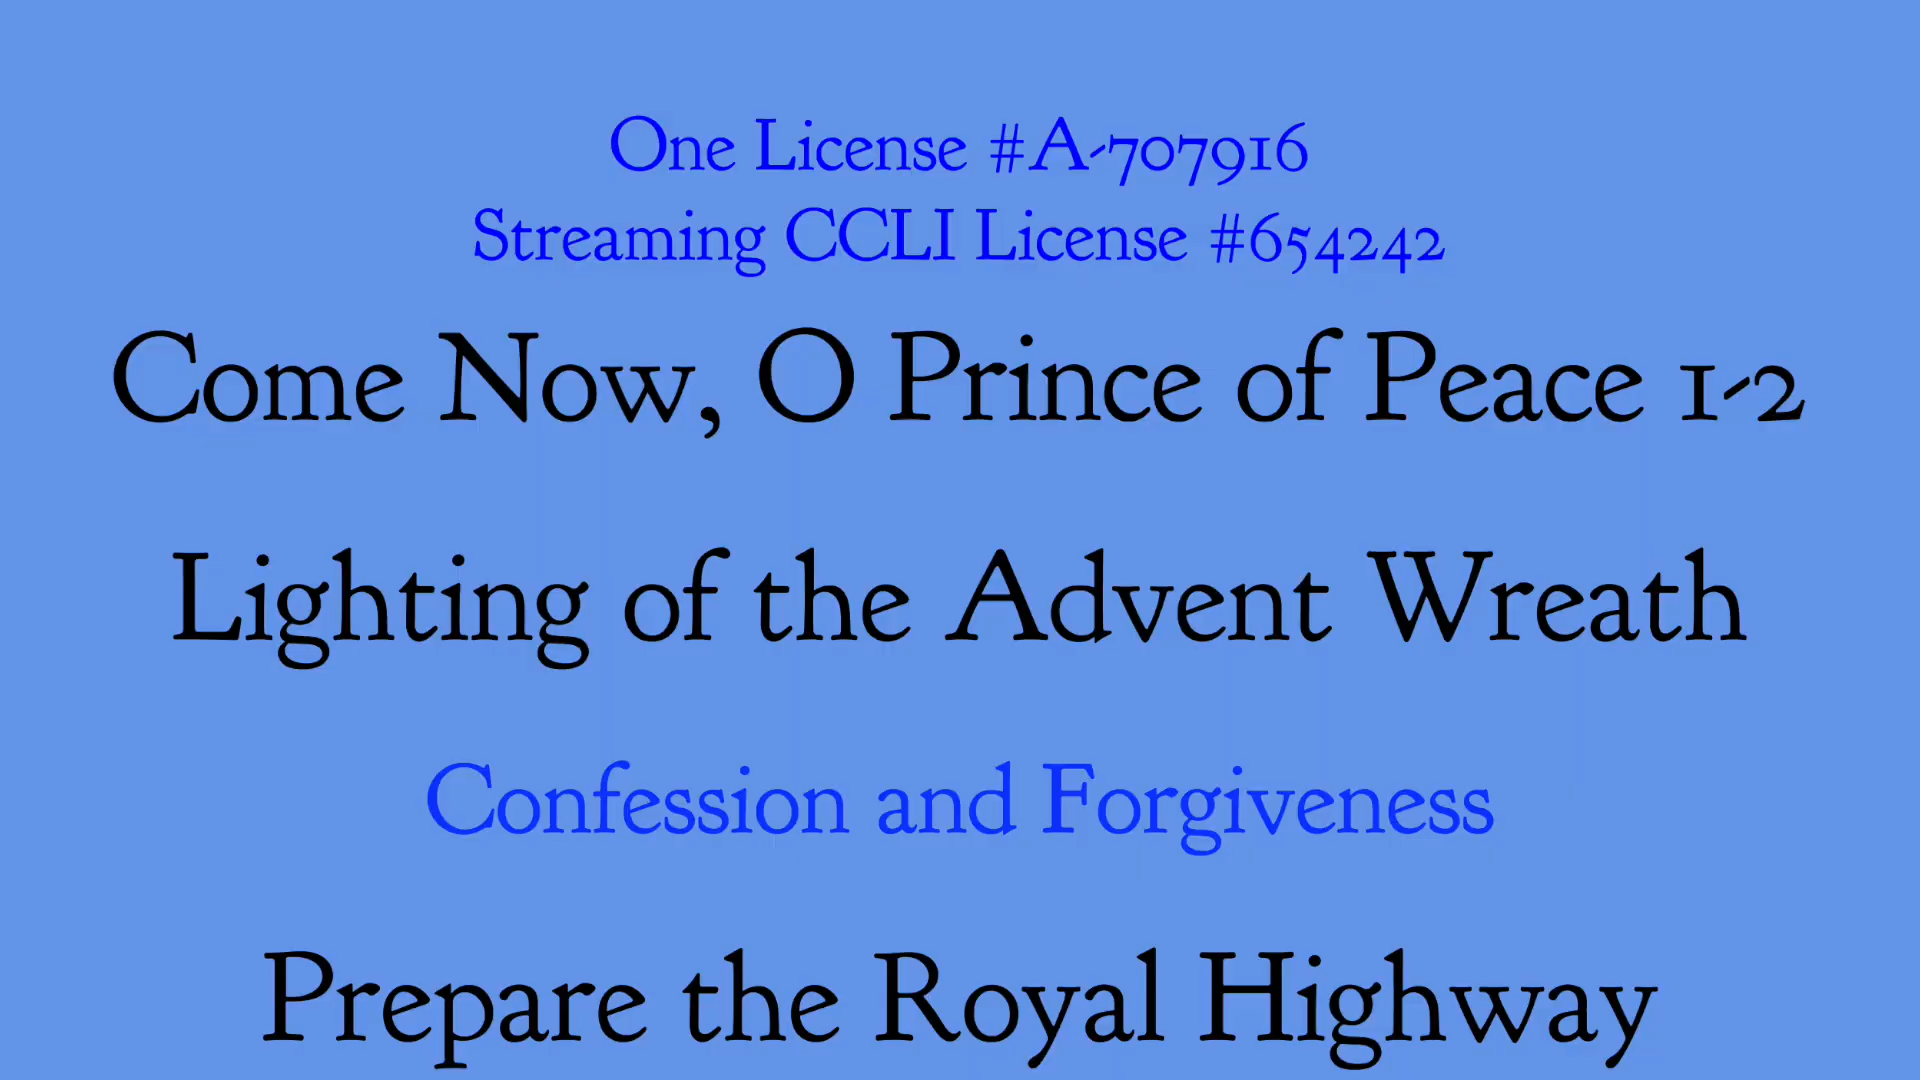 One License #A-707916
Streaming CCLI License #654242
Come Now, O Prince of Peace 1-2
Lighting of the Advent Wreath
Confession and Forgiveness
Prepare the Royal Highway